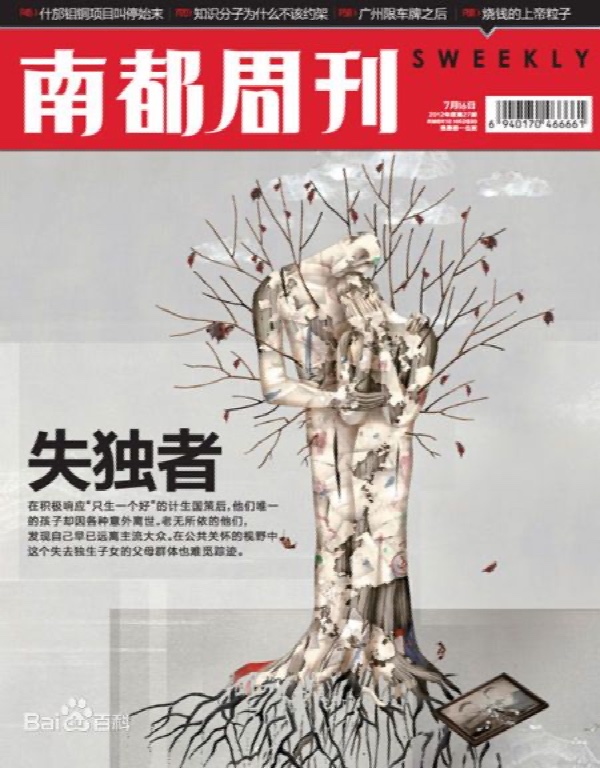 什邡钼铜项目叫停始末 | 知识分子为什么不该约架 | 广州限车牌之后 | 烧钱的上帝粒子
SWEEKLY
南都周刊
7月16日
2012年度第27期
6 940170 466661
失独者
在积极响应“只生一个好”的计生国策后,他们唯一
的孩子却因各种意外离世。老无所依的他们,
发现自己早已远离主流大众。在公共关怀的视野中,
这个失去独生子女的父母群体也难觅踪迹。
Bai百科